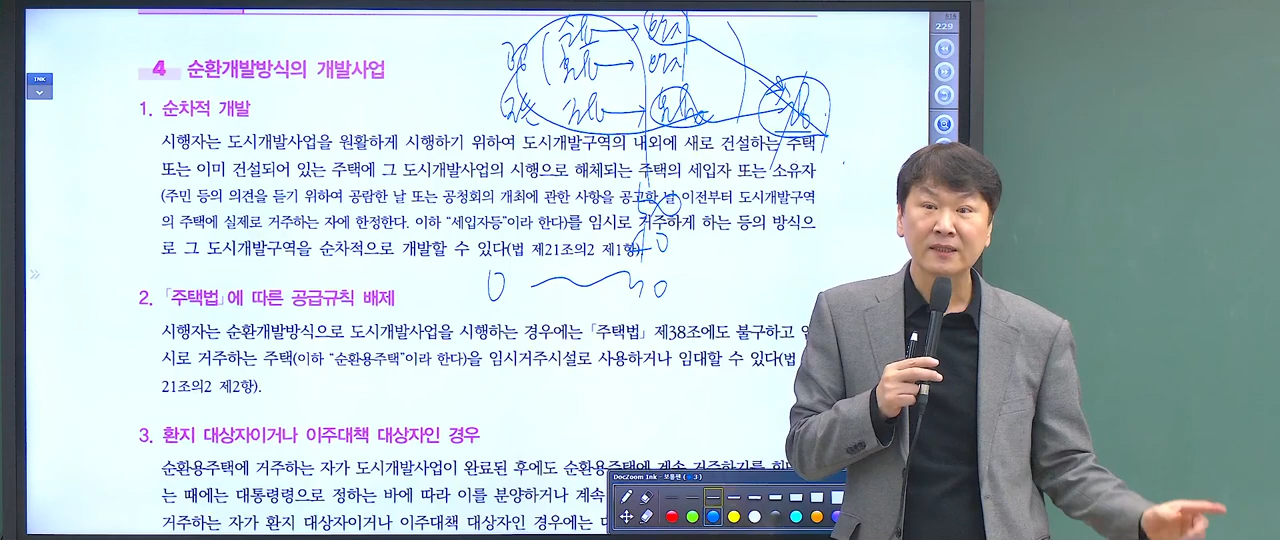 616
229
INK
4 순환개발방식의 개발사업
1. 순차적 개발
시행자는 도시개발사업을 원활하게 시행하기 위하여 도시개발구역의 내외에 새로 건설하는 주택
또는 이미 건설되어 있는 주택에 그 도시개발사업의 시행으로 해체되는 주택의 세입자 또는 소유자
(주민 등의 의견을 듣기 위하여 공람한 날 또는 공청회의 개최에 관한 사항을 공고한 날 이전부터 도시개발구역
의 주택에 실제로 거주하는 자에 한정한다. 이하 “세입자등”이라 한다)를 임시로 거주하게 하는 등의 방식으
로 그 도시개발구역을 순차적으로 개발할 수 있다(법 제21조의2 제1항).
2. 「주택법」에 따른 공급규칙 배제
시행자는 순환개발방식으로 도시개발사업을 시행하는 경우에는 「주택법」 제38조에도 불구하고
시로 거주하는 주택(이하 “순환용주택”이라 한다)을 임시거주시설로 사용하거나 임대할 수 있다(법
21조의2 제2항).
3. 환지 대상자이거나 이주대책 대상자인 경우
순환용주택에 거주하는 자가 도시개발사업이 완료된 후에도 순환용주택에 계속 거주하기를
는 때에는 대통령령으로 정하는 바에 따라 이를 분양하거나 계속
거주하는 자가 환지 대상자이거나 이주대책 대상자인 경우에는
DocZoom Ink - 보통펜 ( 3 )